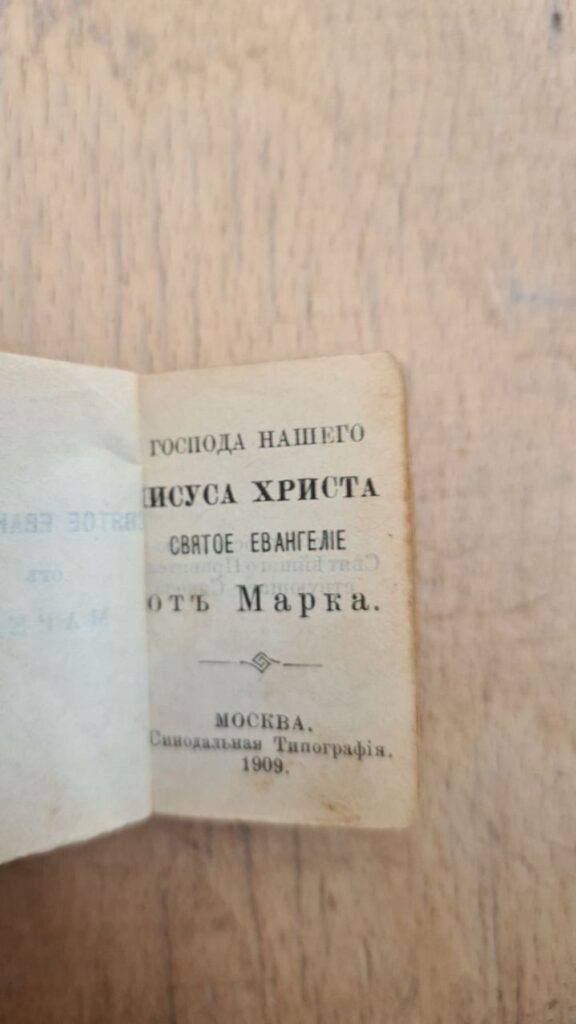 ГОСПОДА НАШЕГО
ІИСУСА ХРИСТА
СВЯТОЕ ЕВАНГЕЛІЕ
отъ Марка.
МОСКВА.
Синодальная Типографія.
1909.